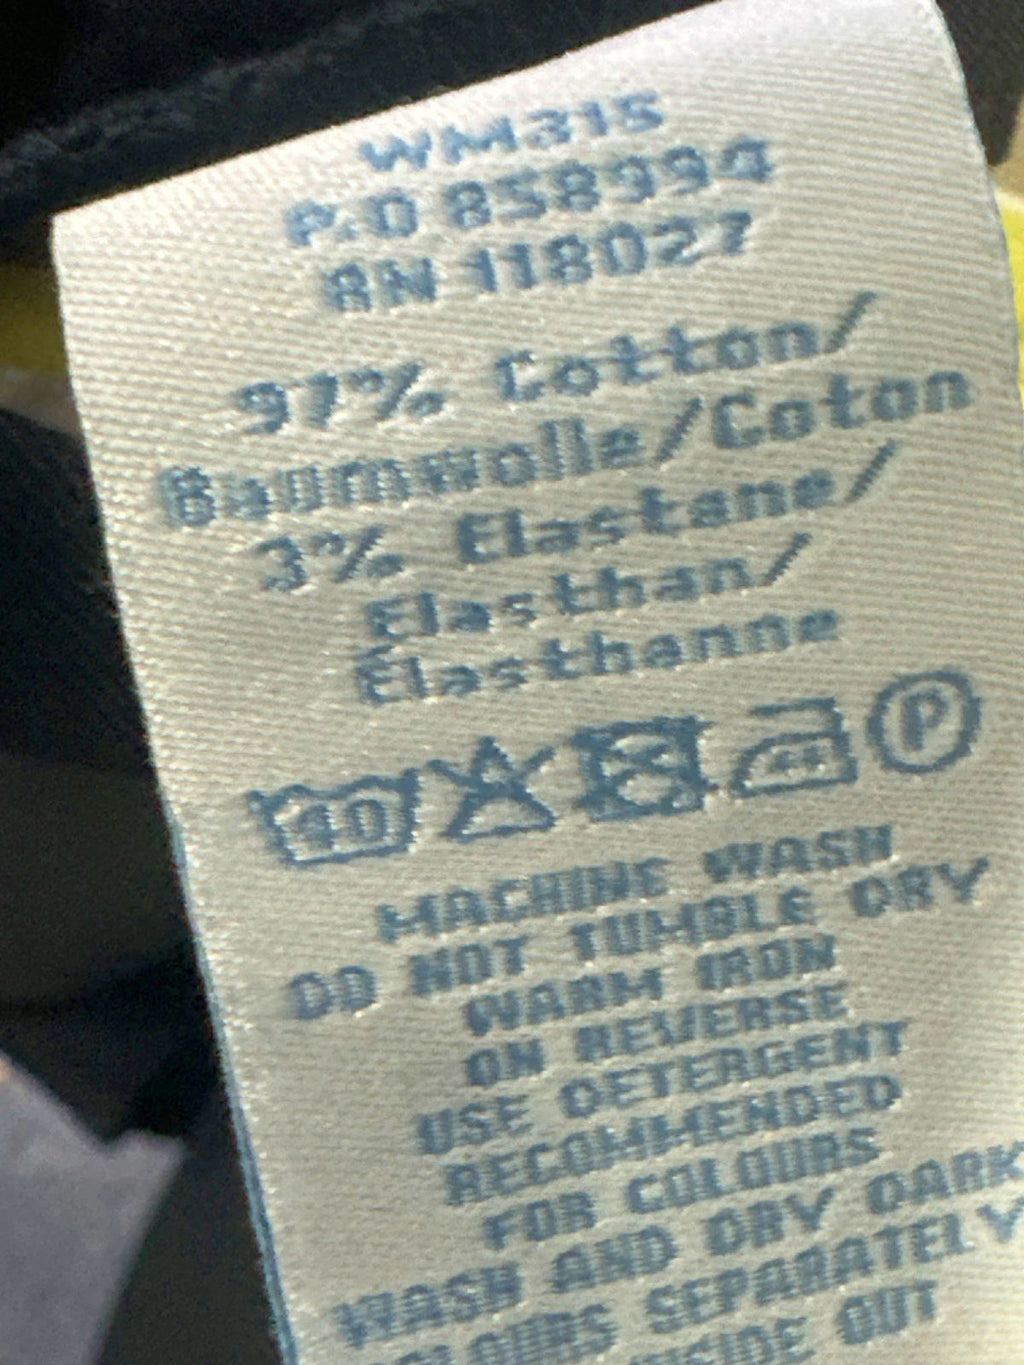 WM315
P.O 858994
RN 118027
97% Cotton/
Baumwolle/Coton
3% Elastane/
Elasthan/
Élasthanne
40 P
MACHINE WASH
DO NOT TUMBLE DRY
WARM IRON
ON REVERSE
USE DETERGENT
RECOMMENDED
FOR COLOURS
WASH AND DRY DARK
COLOURS SEPARATELY
INSIDE OUT